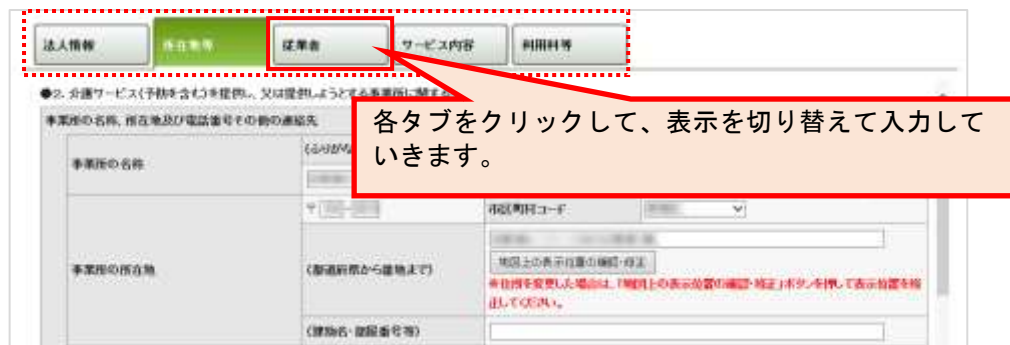 法人情報 所在地等 従業者 サービス内容 利用料等
●2. 介護サービス(予防を含む)を提供し、又は提供しようとする事業所に関する
事業所の名称、所在地及び電話番号その他の連絡先
各タブをクリックして、表示を切り替えて入力して
いきます。
事業所の名称
(ふりがな
〒
市区町村コード
事業所の所在地
(都道府県から番地まで)
地図上の表示位置の確認・修正
※住所を変更した場合は、「地図上の表示位置の確認・修正」ボタンを押して表示位置を修
正してください。
(建物名・部屋番号等)